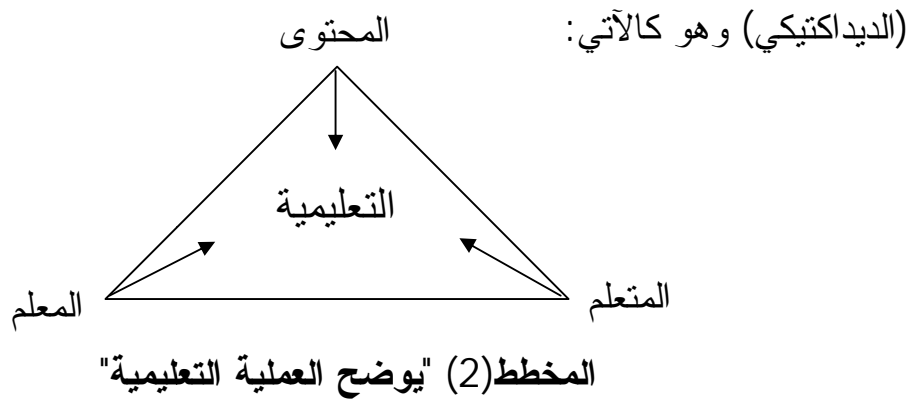 (الديداكتيكي) وهو كالآتي:
المحتوى
التعليمية
المتعلم
المعلم
المخطط(2) "يوضح العملية التعليمية"